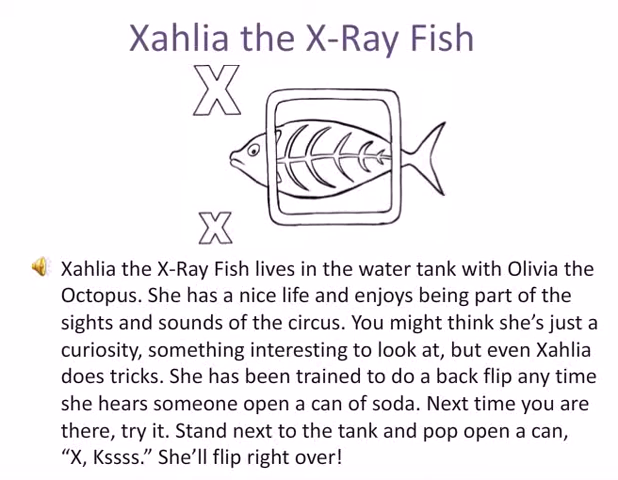 Xahlia the X-Ray Fish
X
x
Xahlia the X-Ray Fish lives in the water tank with Olivia the
Octopus. She has a nice life and enjoys being part of the
sights and sounds of the circus. You might think she's just a
curiosity, something interesting to look at, but even Xahlia
does tricks. She has been trained to do a back flip any time
she hears someone open a can of soda. Next time you are
there, try it. Stand next to the tank and pop open a can,
“X, Kssss.” She'll flip right over!